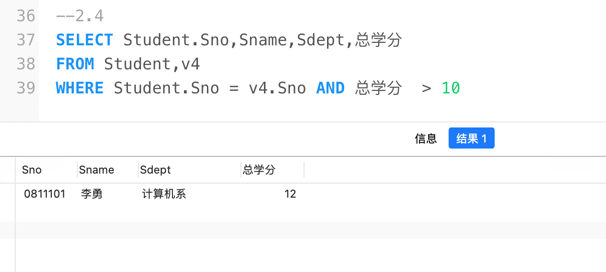 36 --2.4
37 SELECT Student.Sno,Sname,Sdept,总学分
38 FROM Student,v4
39 WHERE Student.Sno = v4.Sno AND 总学分 > 10
信息 结果 1
Sno Sname Sdept 总学分
0811101 李勇 计算机系 12